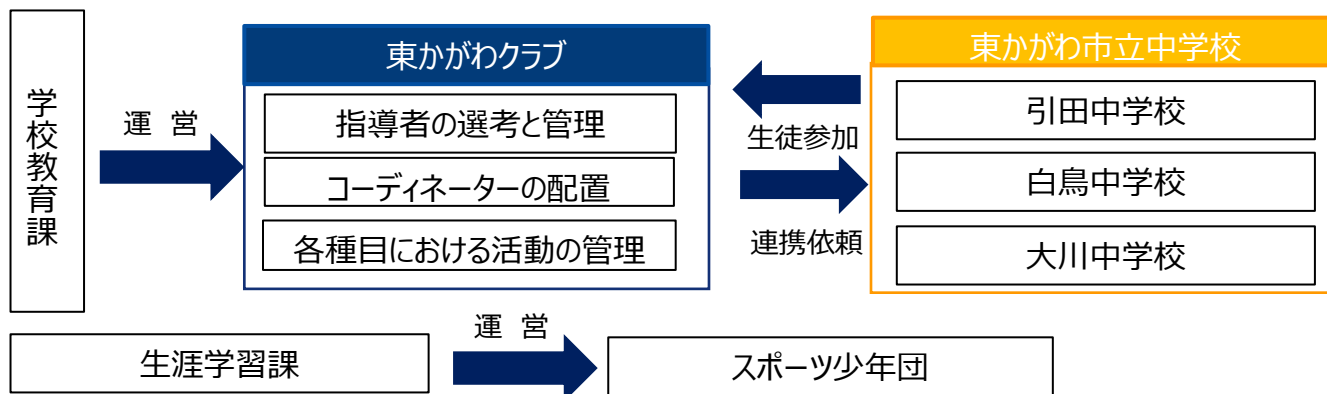 学校教育課
運 営
東かがわクラブ
指導者の選考と管理
コーディネーターの配置
各種目における活動の管理
生徒参加
連携依頼
東かがわ市立中学校
引田中学校
白鳥中学校
大川中学校
生涯学習課
運 営
スポーツ少年団